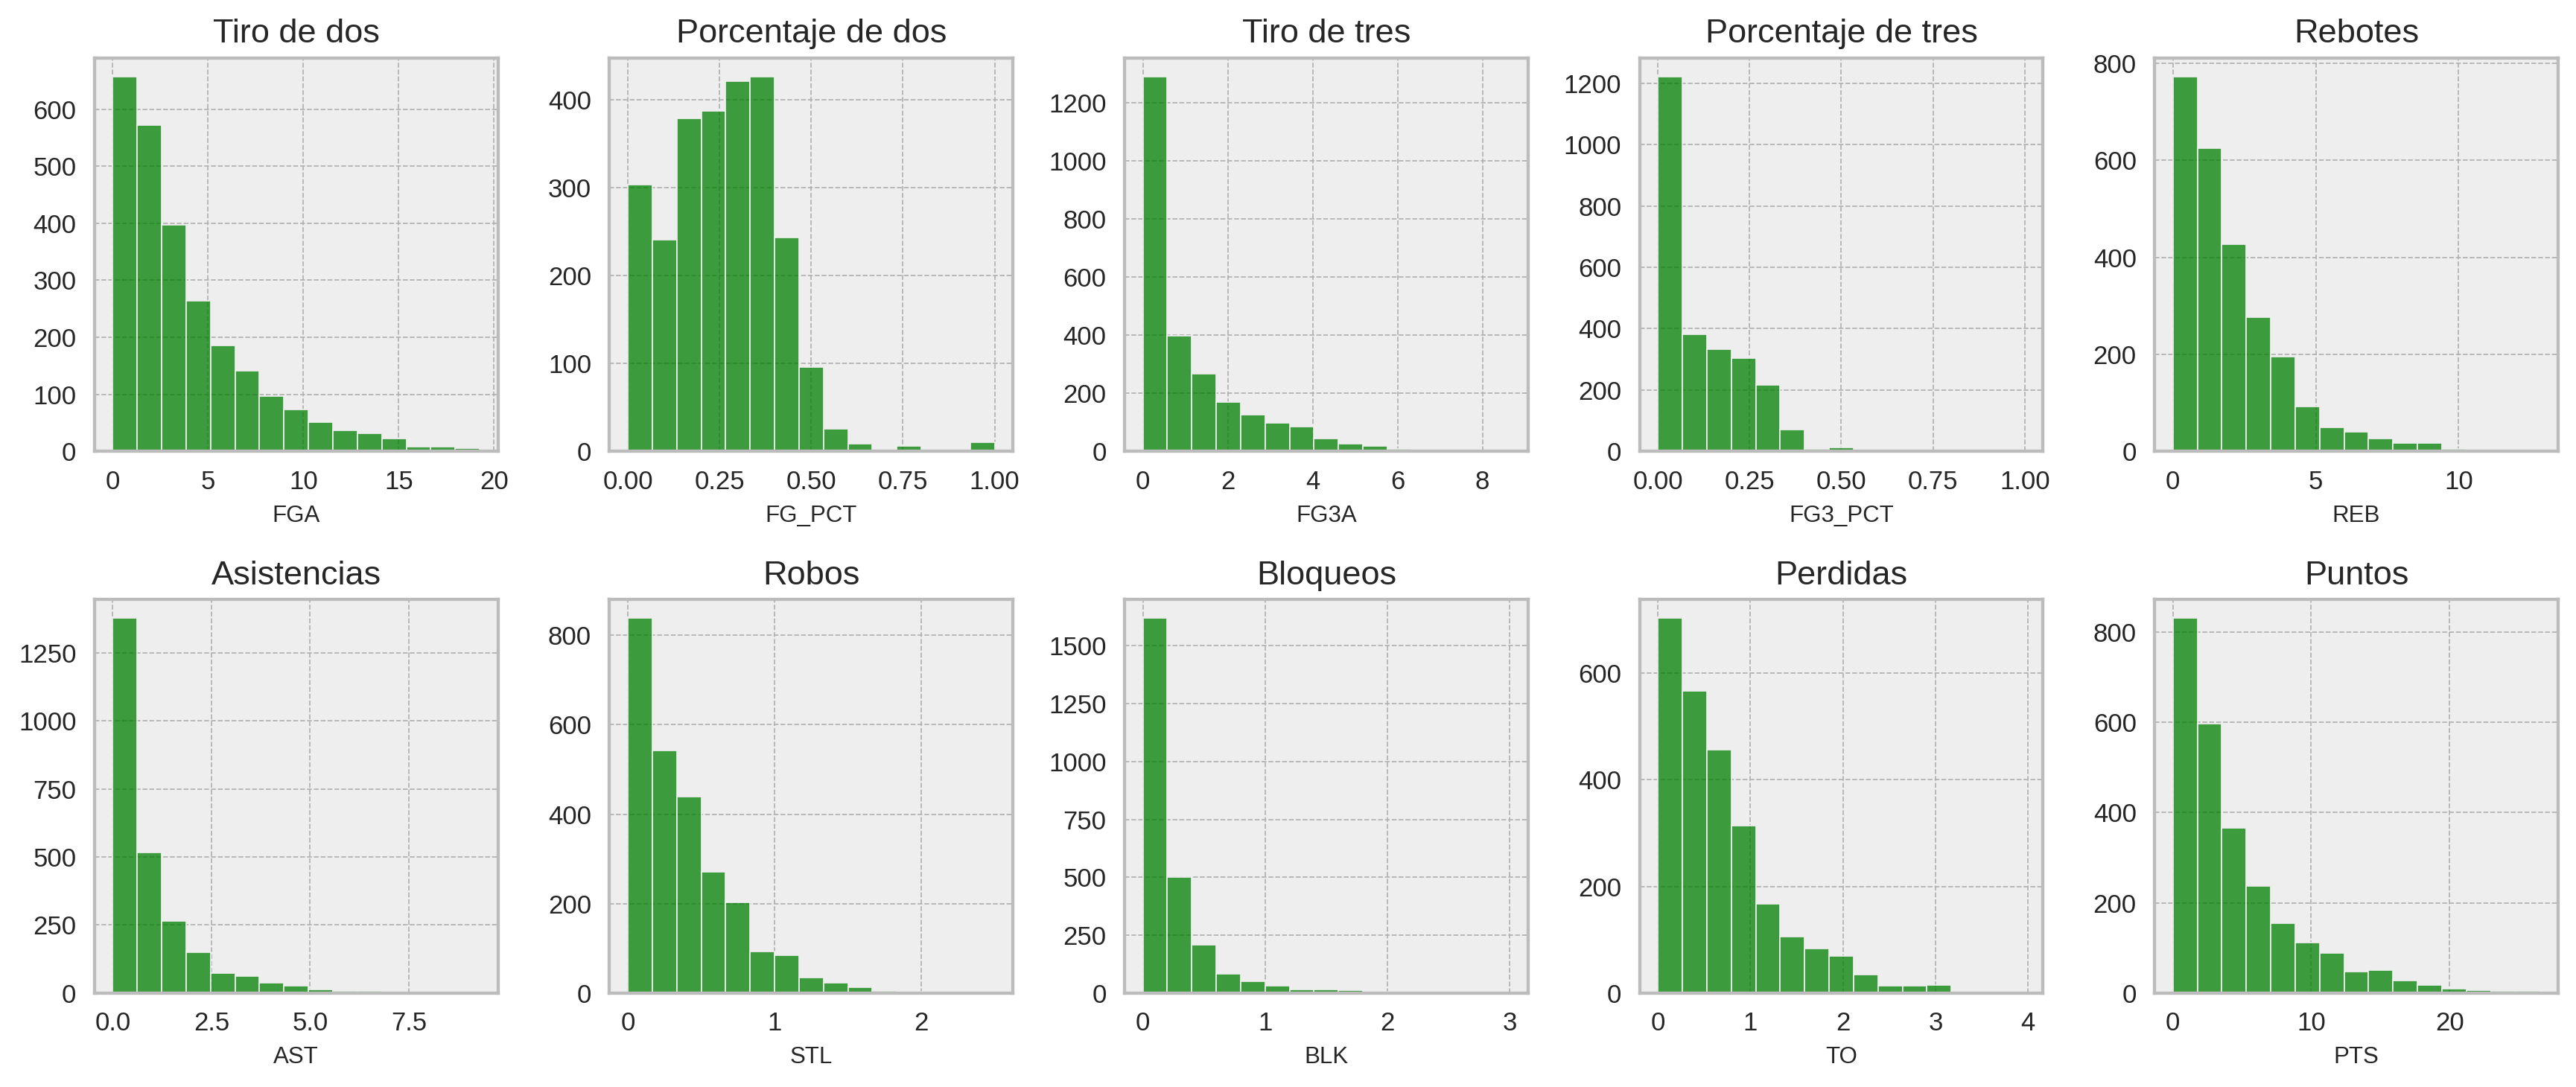 Tiro de dos
600
500
400
300
200
100
0
0 5 10 15 20
FGA
Porcentaje de dos
400
300
200
100
0
0.00 0.25 0.50 0.75 1.00
FG_PCT
Tiro de tres
1200
1000
800
600
400
200
0
0 2 4 6 8
FG3A
Porcentaje de tres
1200
1000
800
600
400
200
0
0.00 0.25 0.50 0.75 1.00
FG3_PCT
Rebotes
800
600
400
200
0
0 5 10
REB
Asistencias
1250
1000
750
500
250
0
0.0 2.5 5.0 7.5
AST
Robos
800
600
400
200
0
0 1 2
STL
Bloqueos
1500
1250
1000
750
500
250
0
0 1 2 3
BLK
Perdidas
600
400
200
0
0 1 2 3 4
TO
Puntos
800
600
400
200
0
0 10 20
PTS